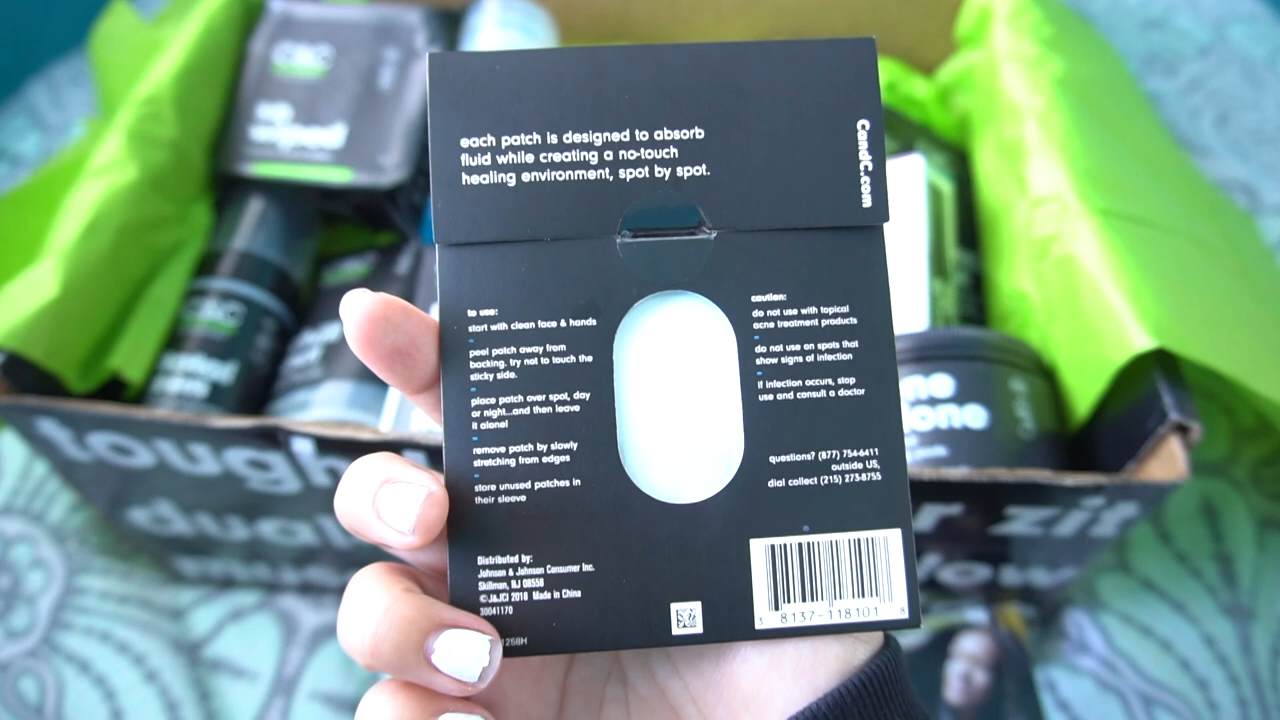 each patch is designed to absorb
fluid while creating a no-touch
healing environment, spot by spot.
CandC.com
to use:
start with clean face & hands
peel patch away from
backing. try not to touch the
sticky side.
place patch over spot, day
or night...and then leave
it alone!
remove patch by slowly
stretching from edges
store unused patches in
their sleeve
caution:
do not use with topical
acne treatment products
do not use on spots that
show signs of infection
if infection occurs, stop
use and consult a doctor
questions? (877) 754-6411
outside US,
dial collect (215) 273-8755
Distributed by:
Johnson & Johnson Consumer Inc.
Skillman, NJ 08558
©J&JCI 2018 Made in China
30041170
1258H
3 8137-118101 8
C&C
wiped
C&C
tough
dual
r zit